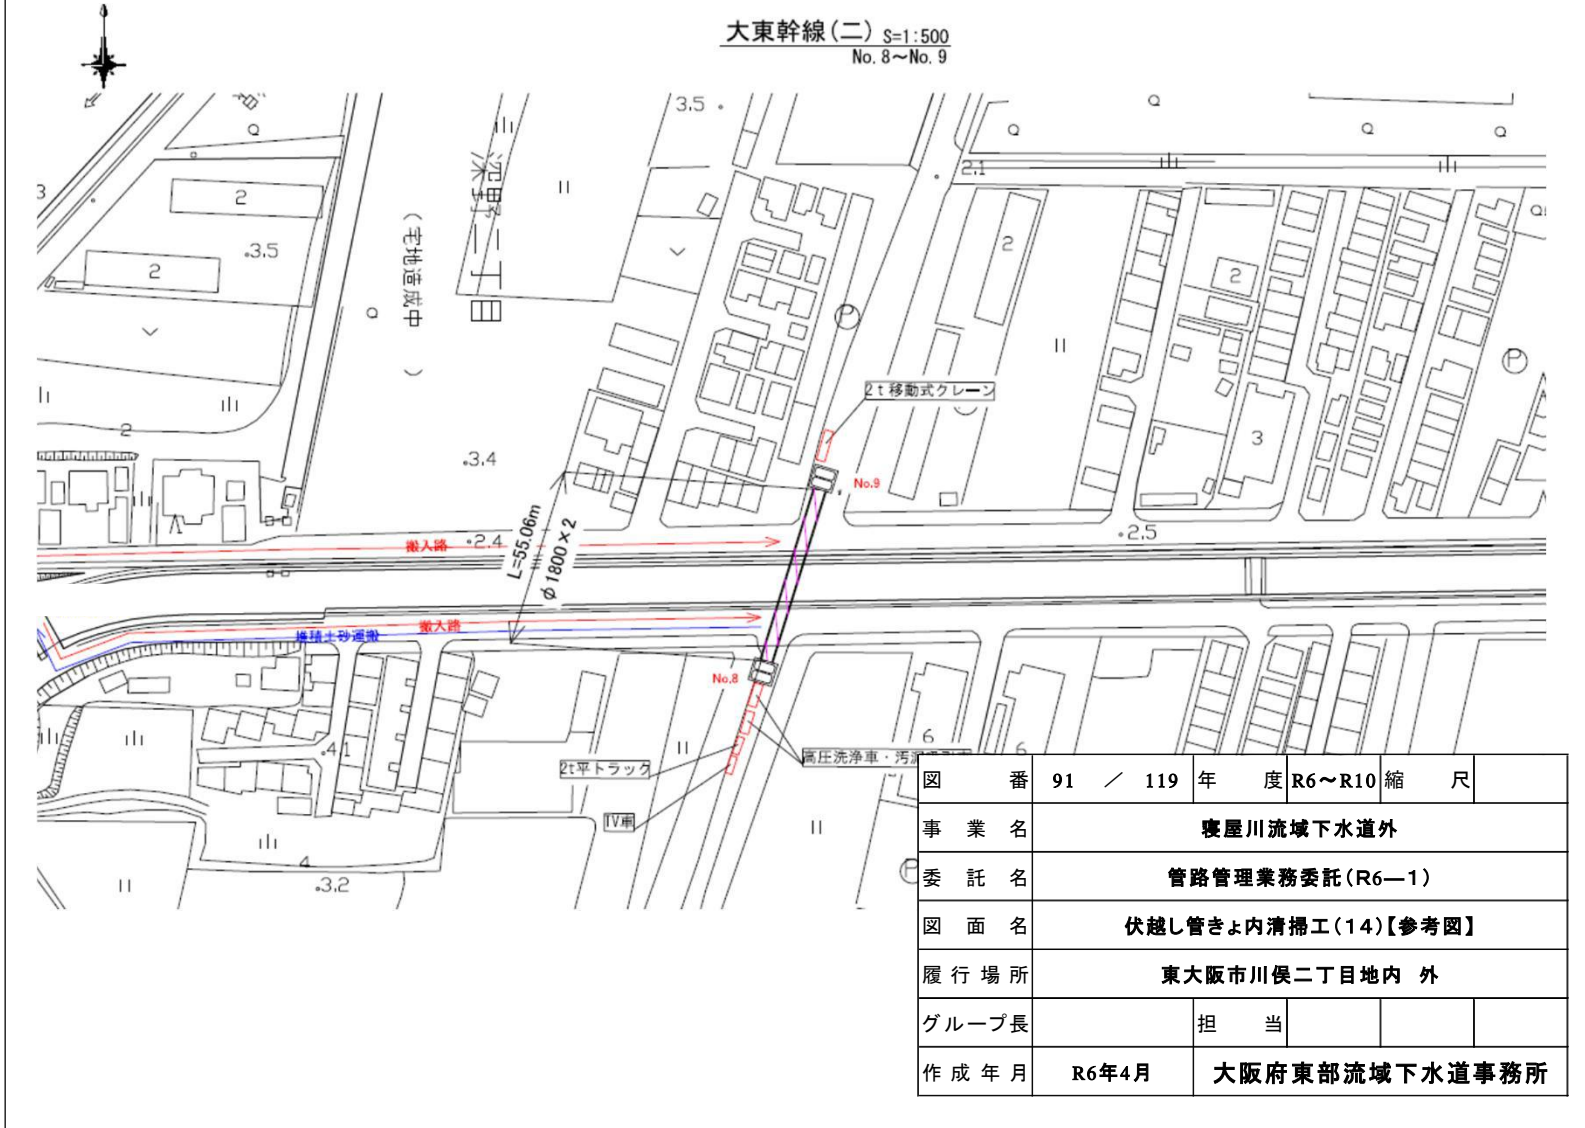 大東幹線(二) S=1:500
No.8～No.9
3.5
2.1
3
2
2
3.5
(宅地造成中)
2
2
P
P
2t移動式クレーン
2
3
3.4
No.9
L=55.06m
φ1800×2
搬入路
2.4
2.5
搬入路
堆積土砂運搬
No.8
4.1
2t平トラック
高圧洗浄車・汚泥
TV車
6
6
4
3.2
P
図番 91 ／ 119 年度 R6～R10 縮尺
事業名 寝屋川流域下水道外
委託名 管路管理業務委託(R6―1)
図面名 伏越し管きょ内清掃工(14)【参考図】
履行場所 東大阪市川俣二丁目地内 外
グループ長 担当
作成年月 R6年4月 大阪府東部流域下水道事務所